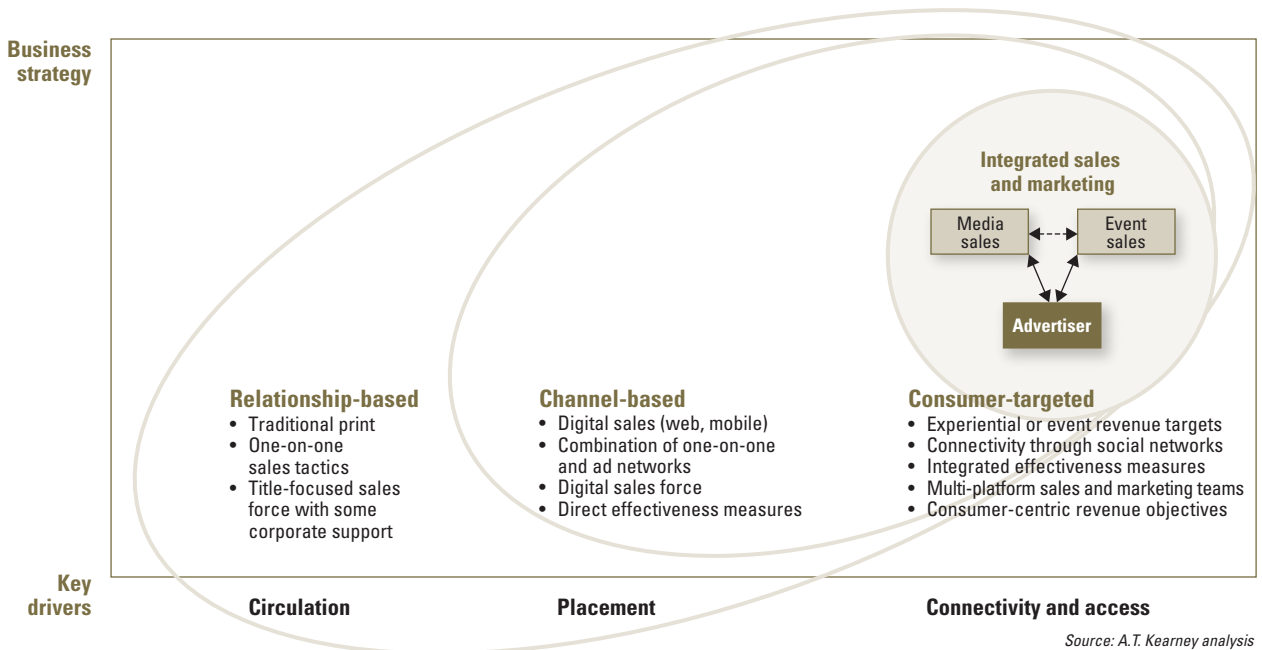 Business
strategy
Integrated sales
and marketing
Media
sales
Event
sales
Advertiser
Relationship-based
• Traditional print
• One-on-one
sales tactics
• Title-focused sales
force with some
corporate support
Channel-based
• Digital sales (web, mobile)
• Combination of one-on-one
and ad networks
• Digital sales force
• Direct effectiveness measures
Consumer-targeted
• Experiential or event revenue targets
• Connectivity through social networks
• Integrated effectiveness measures
• Multi-platform sales and marketing teams
• Consumer-centric revenue objectives
Key
drivers
Circulation
Placement
Connectivity and access
Source: A.T. Kearney analysis